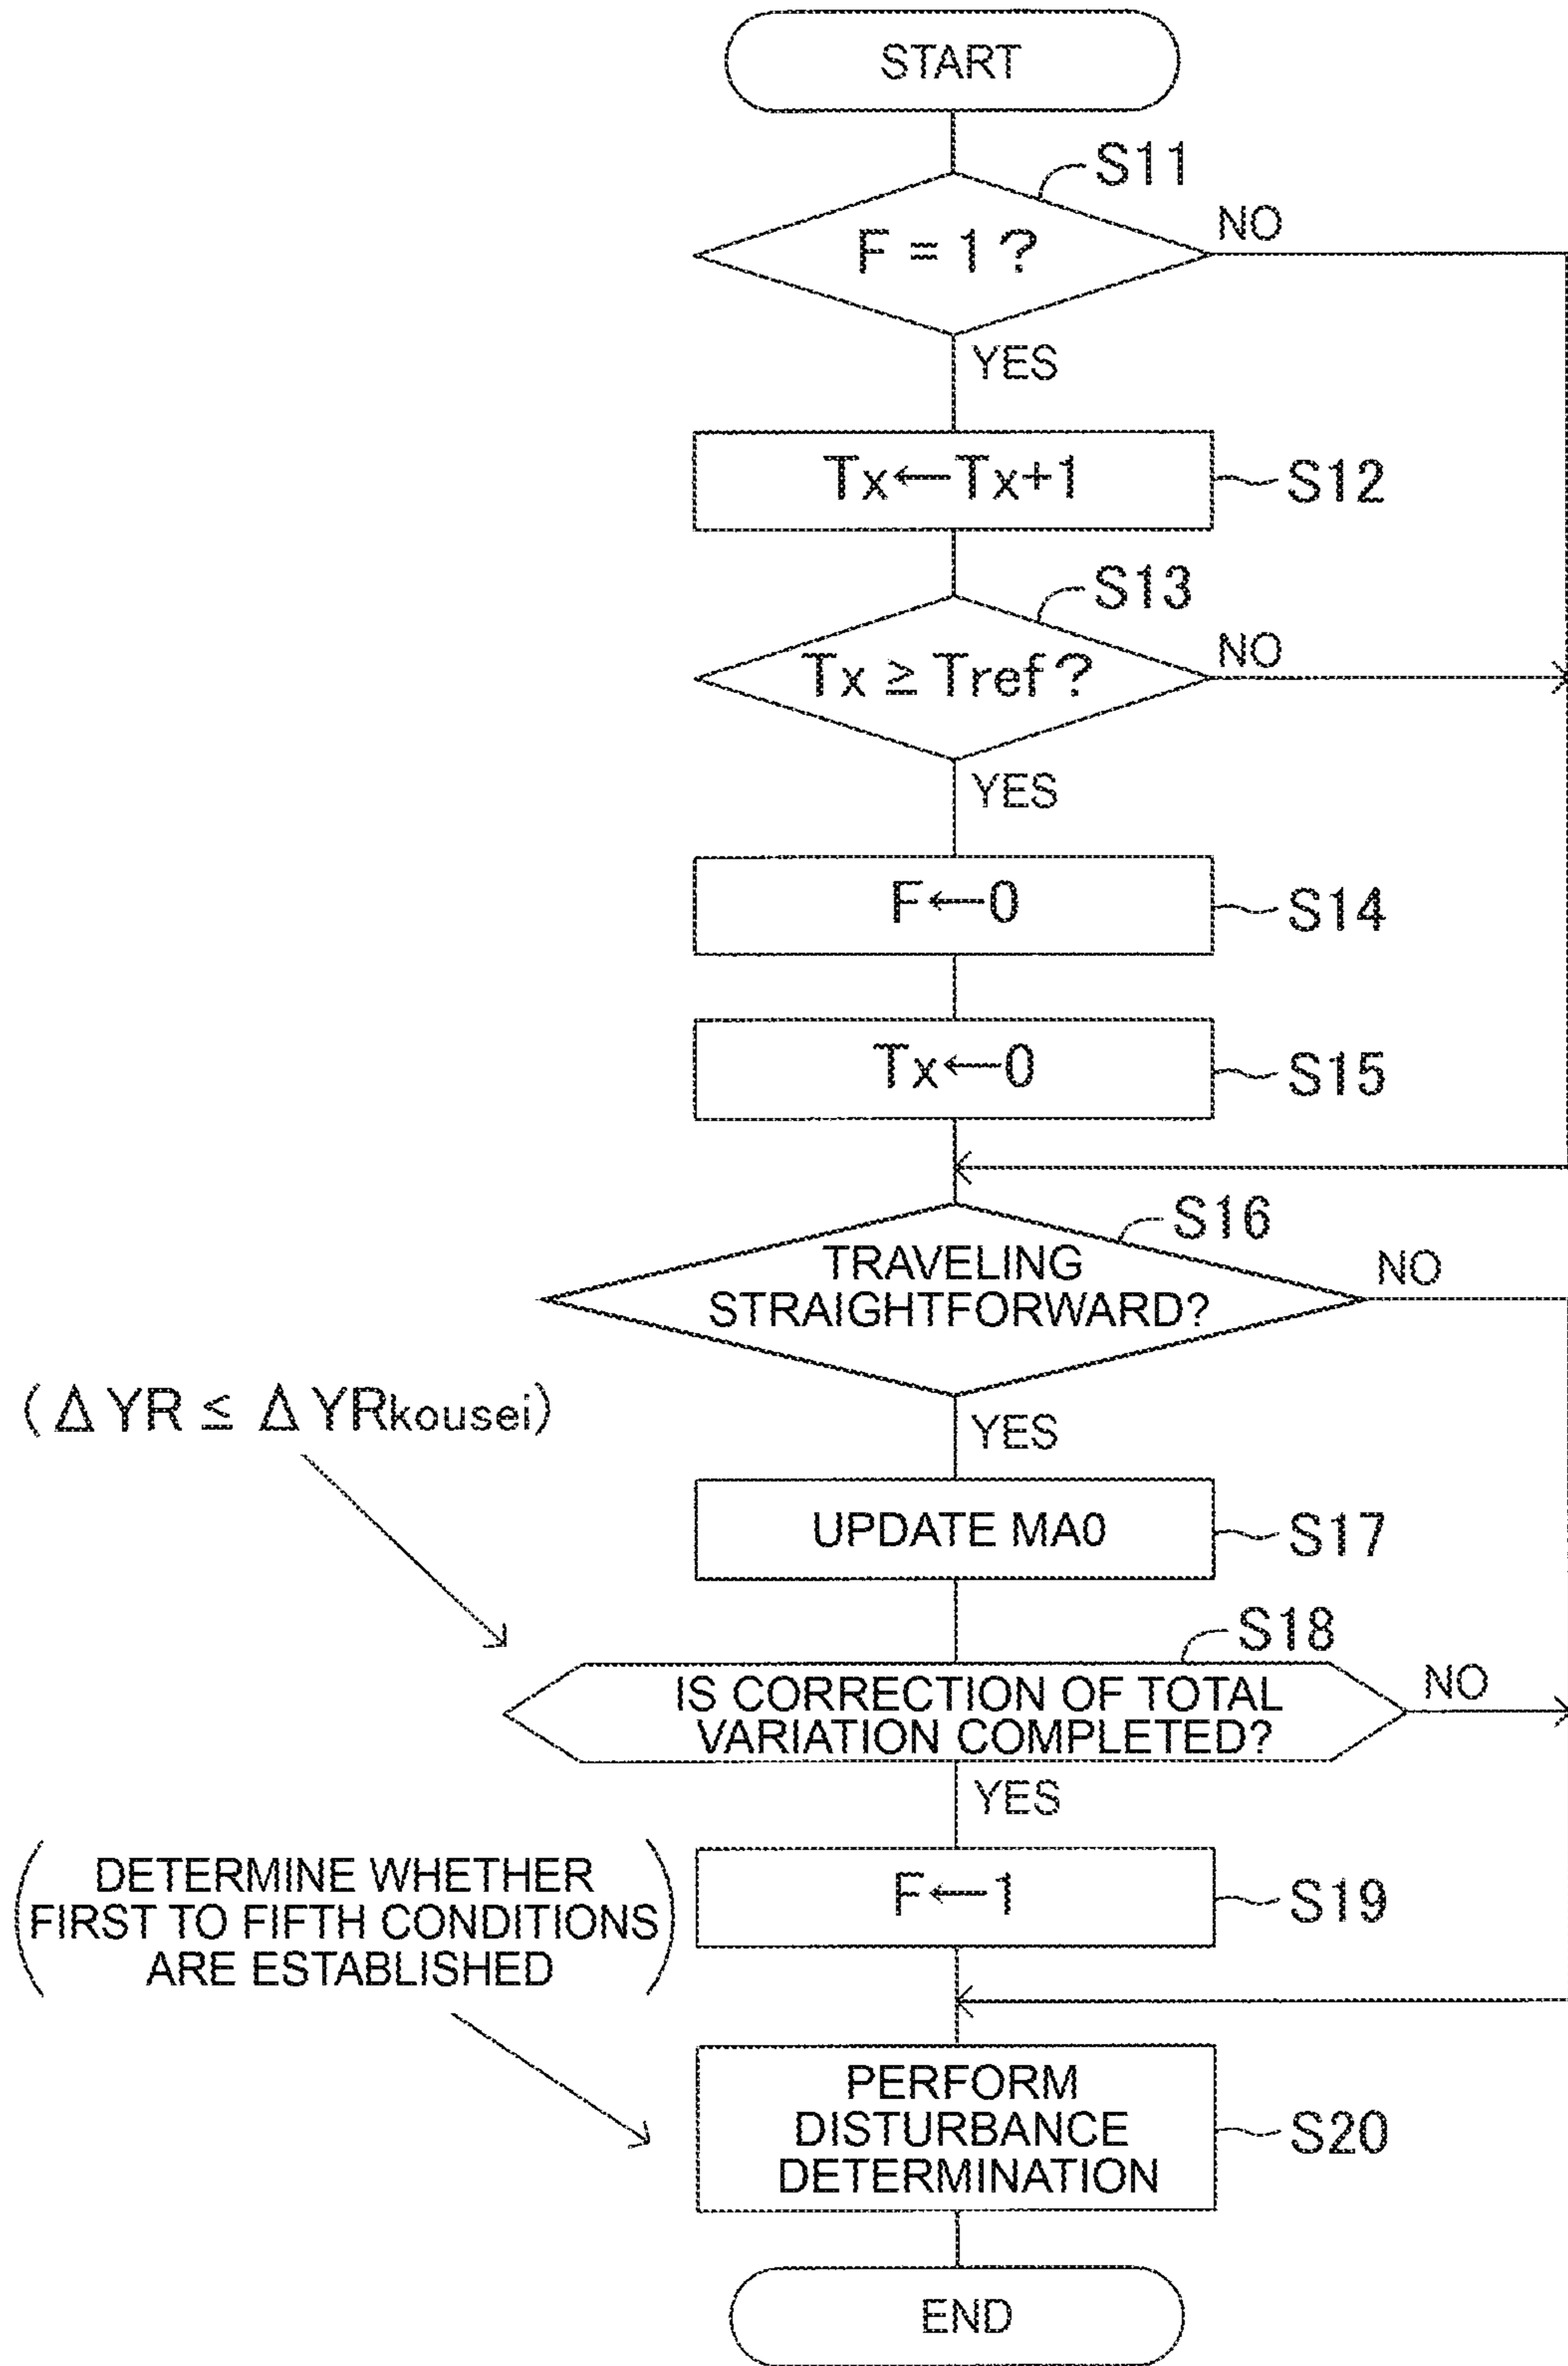 START
S11
F = 1 ?
NO
YES
Tx←Tx+1
S12
S13
Tx ≥ Tref ?
NO
YES
F←0
S14
Tx←0
S15
S16
TRAVELING
STRAIGHTFORWARD?
NO
(Δ YR ≤ Δ YRkousei)
YES
UPDATE MA0
S17
S18
IS CORRECTION OF TOTAL
VARIATION COMPLETED?
NO
YES
(DETERMINE WHETHER
FIRST TO FIFTH CONDITIONS
ARE ESTABLISHED)
F←1
S19
PERFORM
DISTURBANCE
DETERMINATION
S20
END